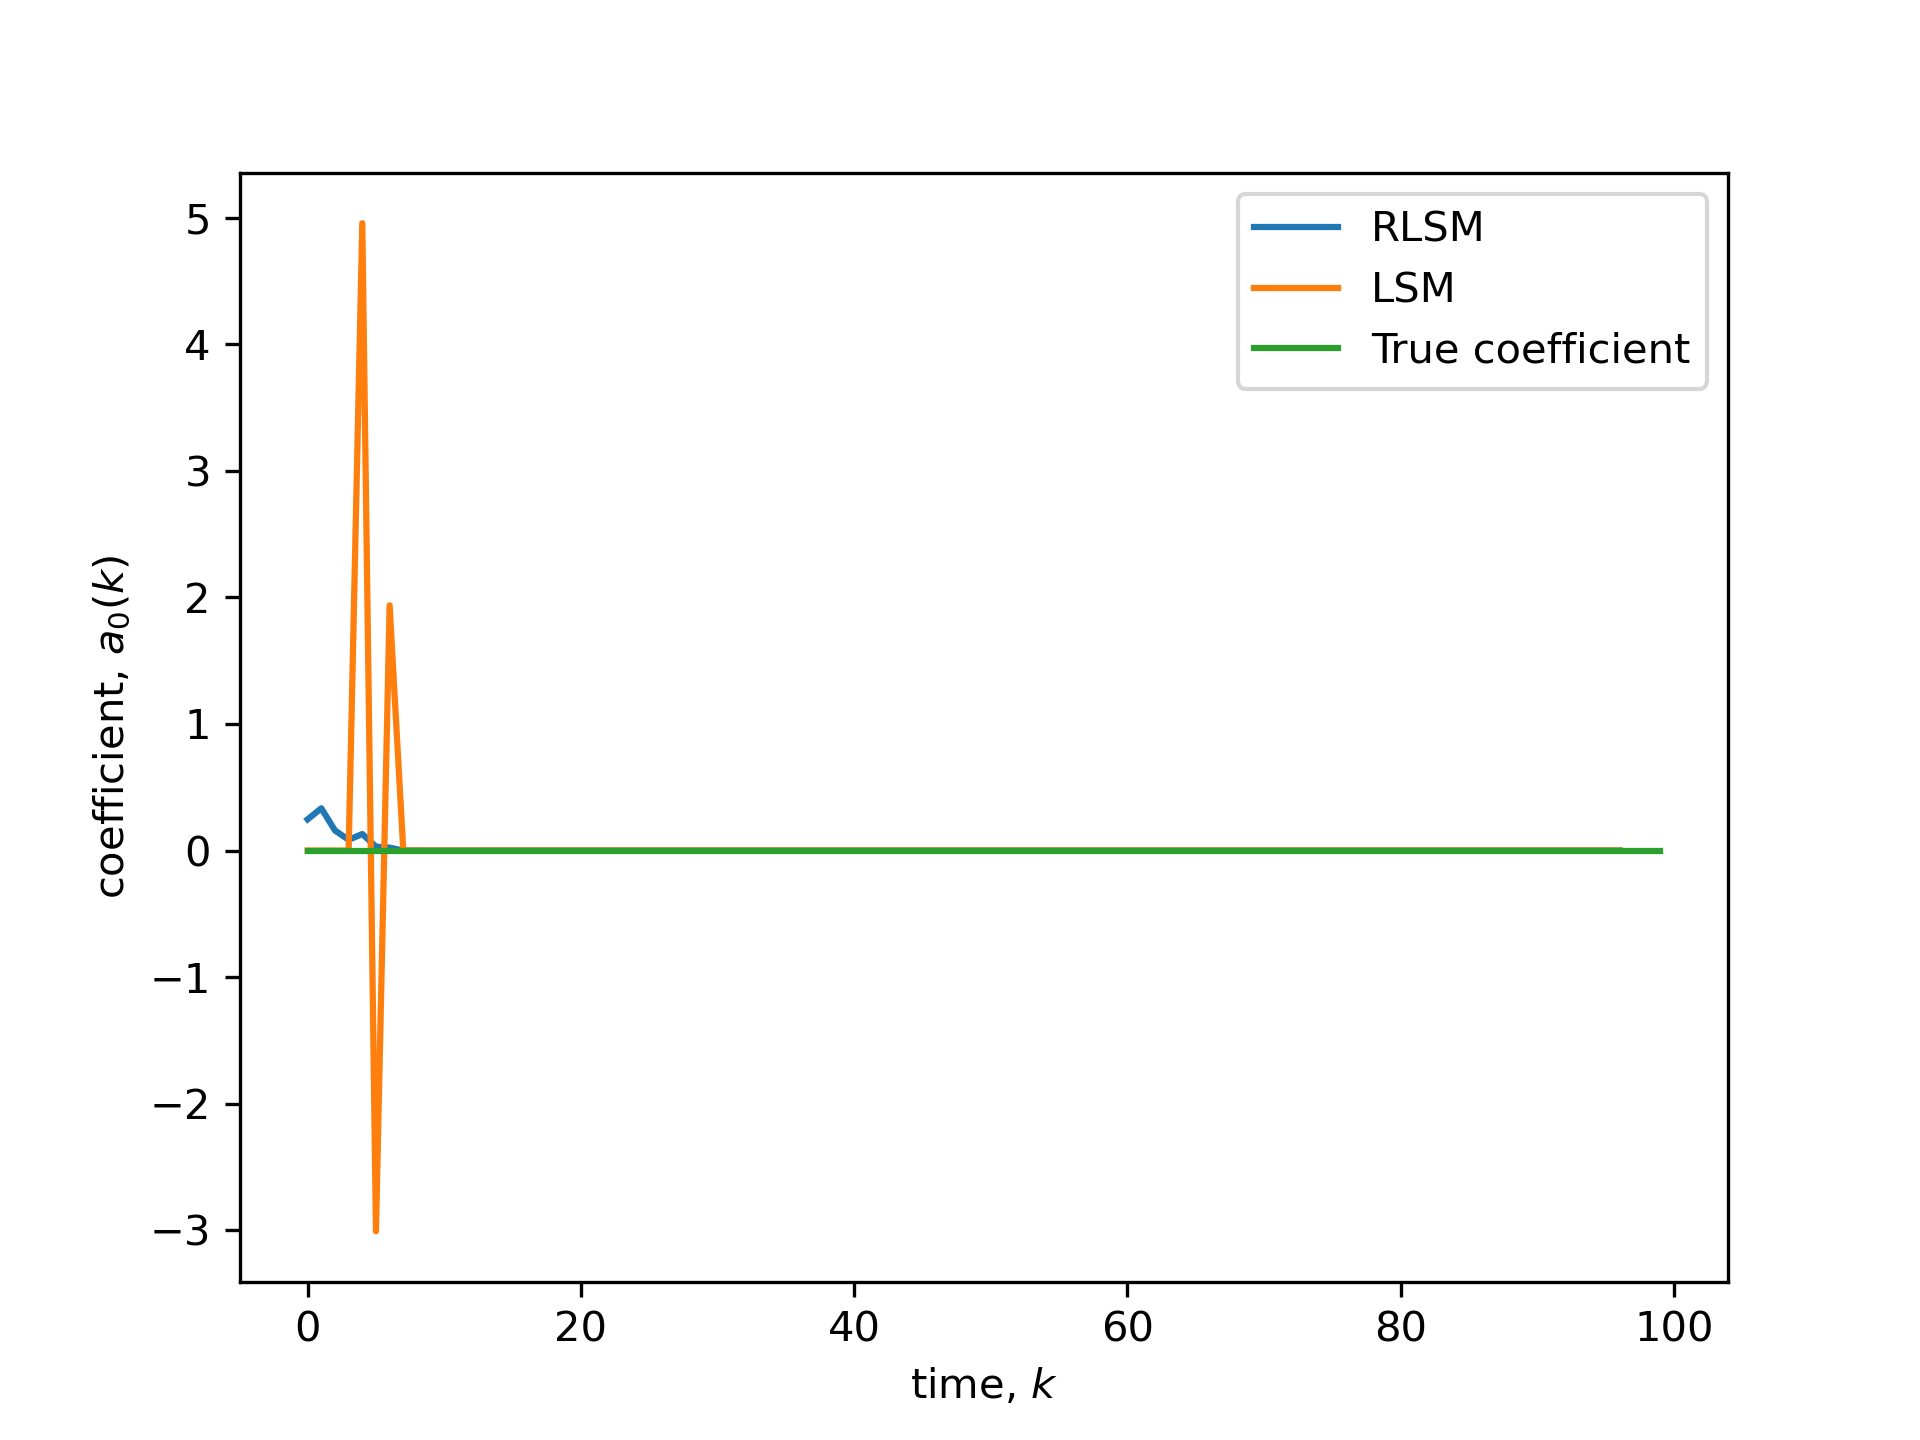 RLSM
LSM
True coefficient
5
4
3
2
1
0
−1
−2
−3
coefficient, a₀(k)
0 20 40 60 80 100
time, k